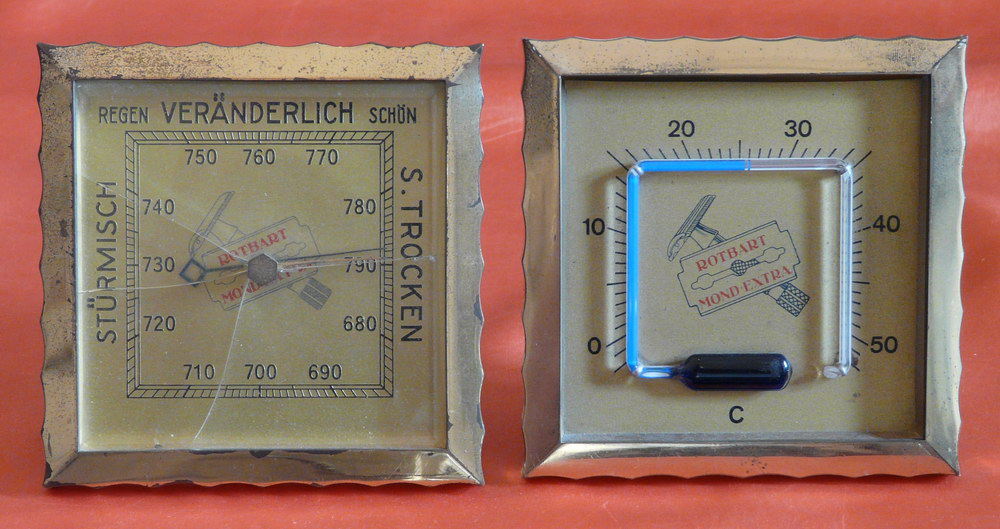 REGEN VERÄNDERLICH SCHÖN
STÜRMISCH
S.TROCKEN
750 760 770
740 780
730 790
720 680
710 700 690
ROTBART
MOND-EXTRA
20 30
10 40
0 50
ROTBART
MOND-EXTRA
C